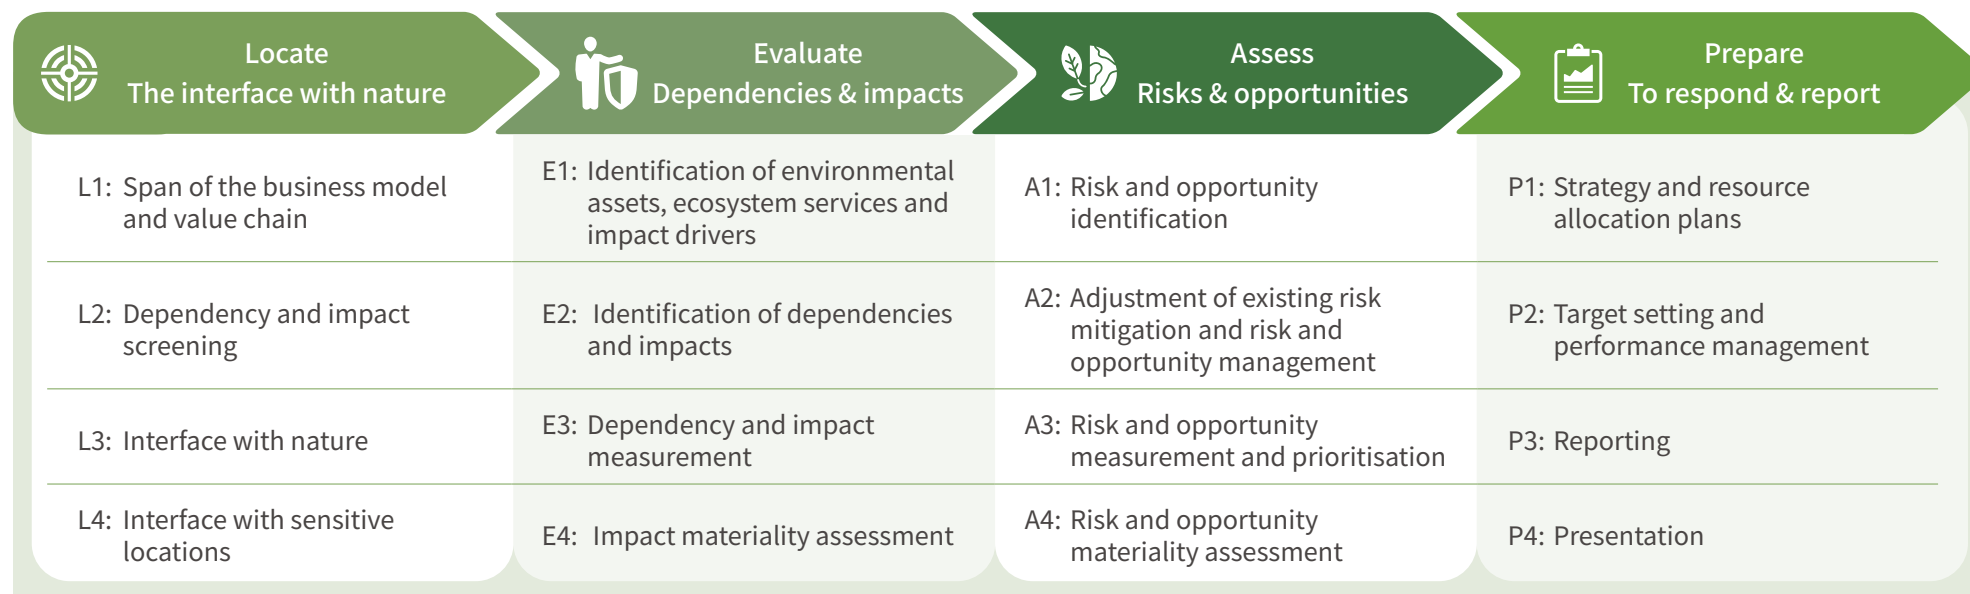 Locate
The interface with nature
Evaluate
Dependencies & impacts
Assess
Risks & opportunities
Prepare
To respond & report
L1: Span of the business model
and value chain
E1: Identification of environmental
assets, ecosystem services and
impact drivers
A1: Risk and opportunity
identification
P1: Strategy and resource
allocation plans
L2: Dependency and impact
screening
E2: Identification of dependencies
and impacts
A2: Adjustment of existing risk
mitigation and risk and
opportunity management
P2: Target setting and
performance management
L3: Interface with nature
E3: Dependency and impact
measurement
A3: Risk and opportunity
measurement and prioritisation
P3: Reporting
L4: Interface with sensitive
locations
E4: Impact materiality assessment
A4: Risk and opportunity
materiality assessment
P4: Presentation